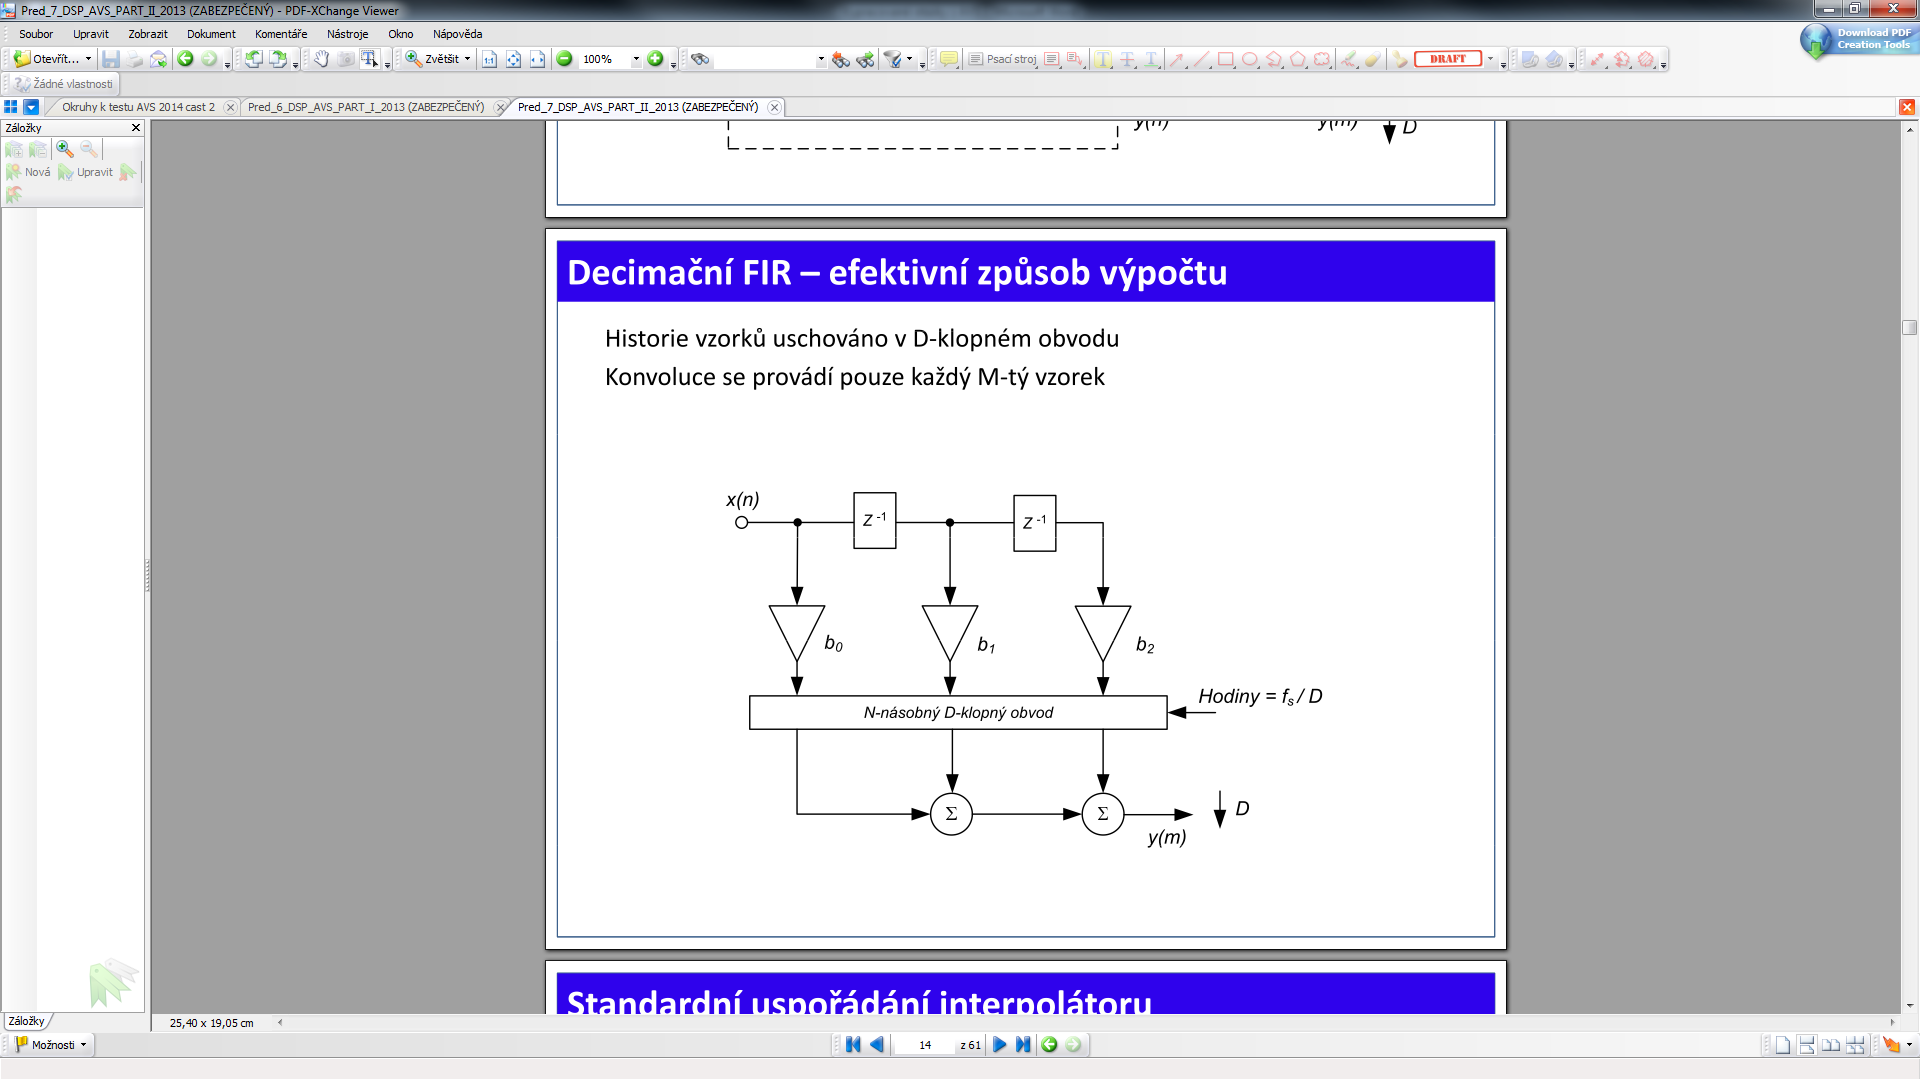 Pred_7_DSP_AVS_PART_II_2013 (ZABEZPEČENÝ) - PDF-XChange Viewer
Soubor Upravit Zobrazit Dokument Komentáře Nástroje Okno Nápověda
Download PDF
Creation Tools
Otevřít... Zvětšit 100% Psací stroj DRAFT
Žádné vlastnosti
Okruhy k testu AVS 2014 cast 2 Pred_6_DSP_AVS_PART_I_2013 (ZABEZPEČENÝ) Pred_7_DSP_AVS_PART_II_2013 (ZABEZPEČENÝ)
Záložky
Nová Upravit
y(n) y(m) D
Decimační FIR – efektivní způsob výpočtu
Historie vzorků uschováno v D-klopném obvodu
Konvoluce se provádí pouze každý M-tý vzorek
x(n)
z⁻¹ z⁻¹
b₀ b₁ b₂
Hodiny = fₛ / D
N-násobný D-klopný obvod
Σ Σ D
y(m)
Standardní uspořádání interpolátoru
Záložky
25,40 x 19,05 cm
Možnosti 14 z 61